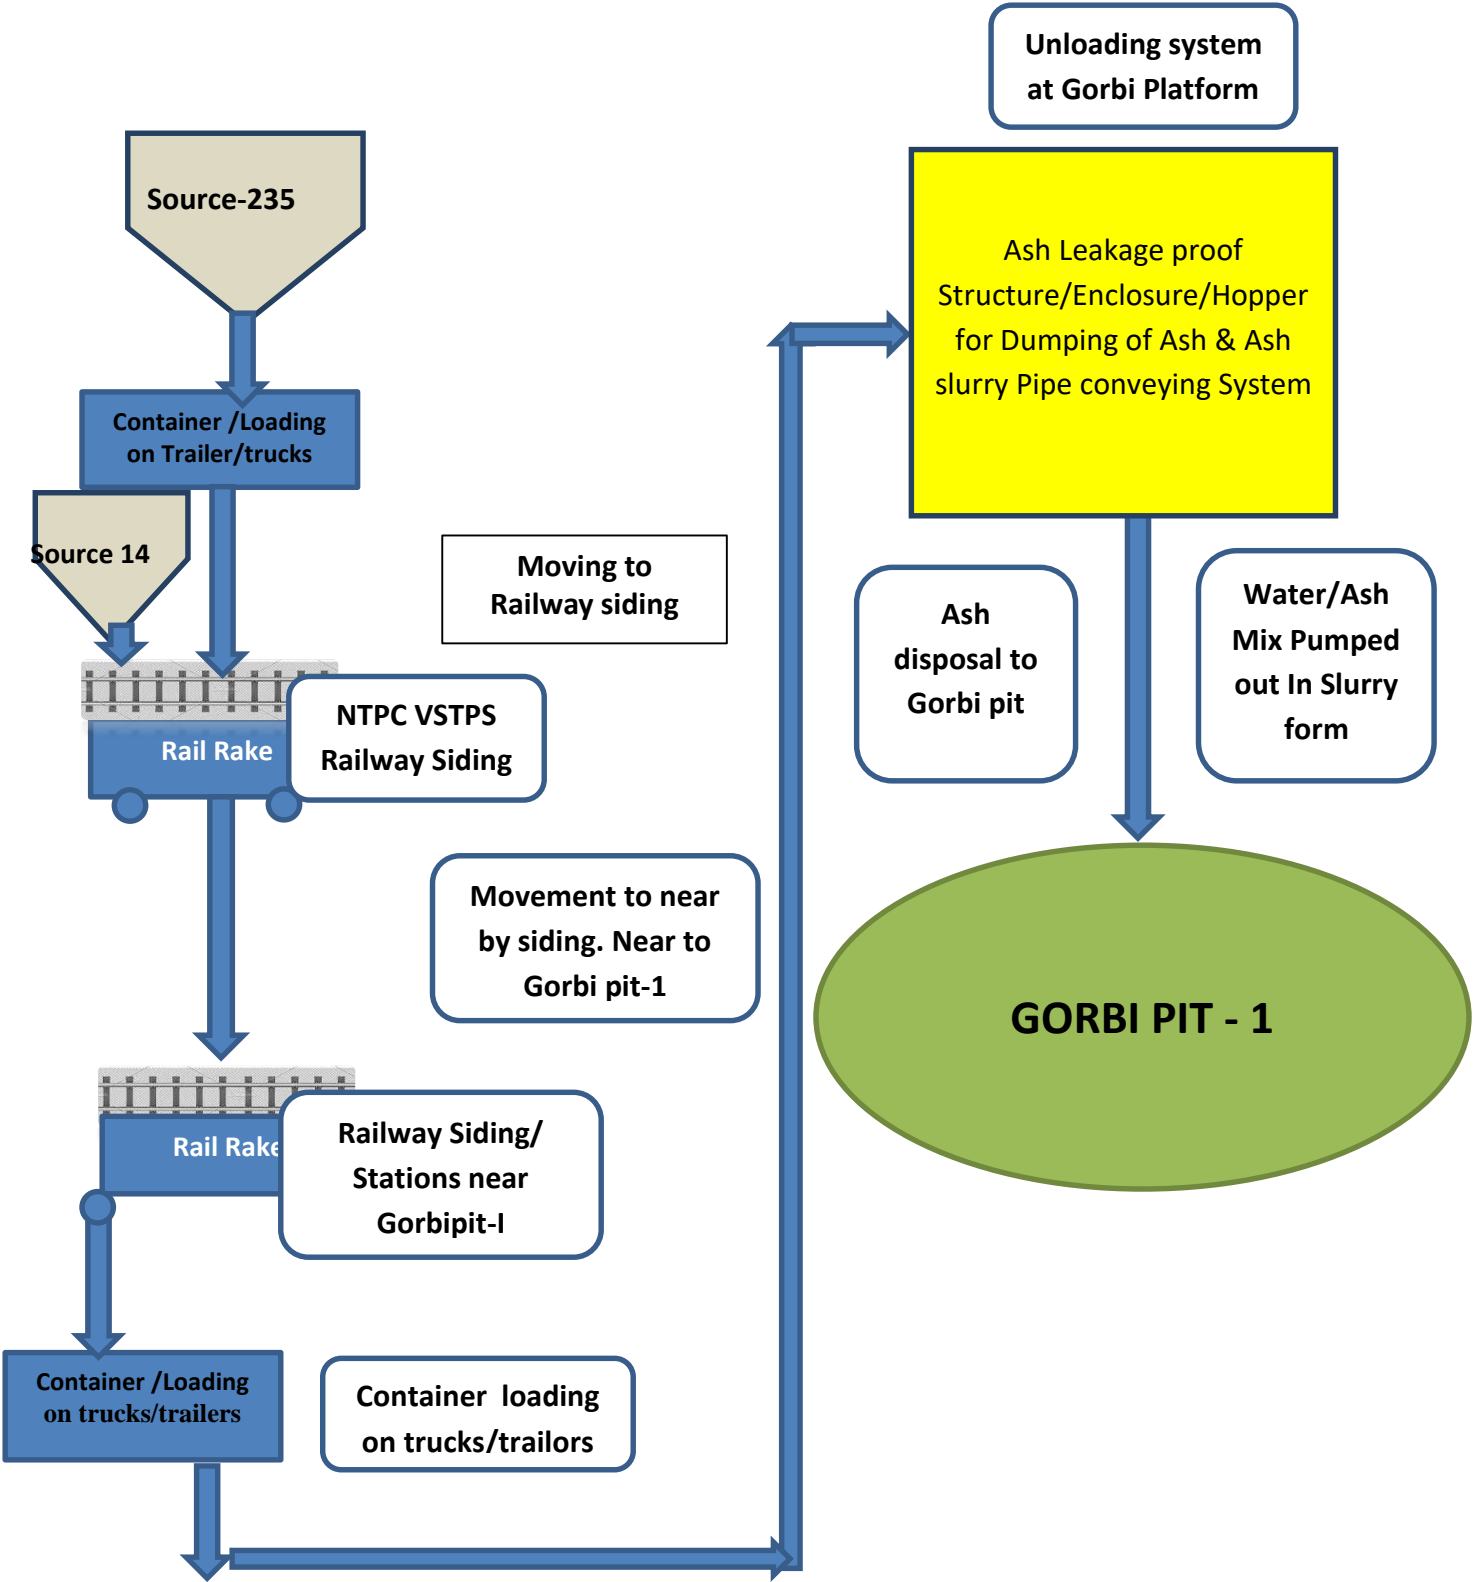 Unloading system
at Gorbi Platform
Source-235
Ash Leakage proof
Structure/Enclosure/Hopper
for Dumping of Ash & Ash
slurry Pipe conveying System
Container /Loading
on Trailer/trucks
Source 14
Moving to
Railway siding
Ash
disposal to
Gorbi pit
Water/Ash
Mix Pumped
out In Slurry
form
Rail Rake
NTPC VSTPS
Railway Siding
Movement to near
by siding. Near to
Gorbi pit-1
GORBI PIT - 1
Rail Rake
Railway Siding/
Stations near
Gorbipit-I
Container /Loading
on trucks/trailers
Container  loading
on trucks/trailors